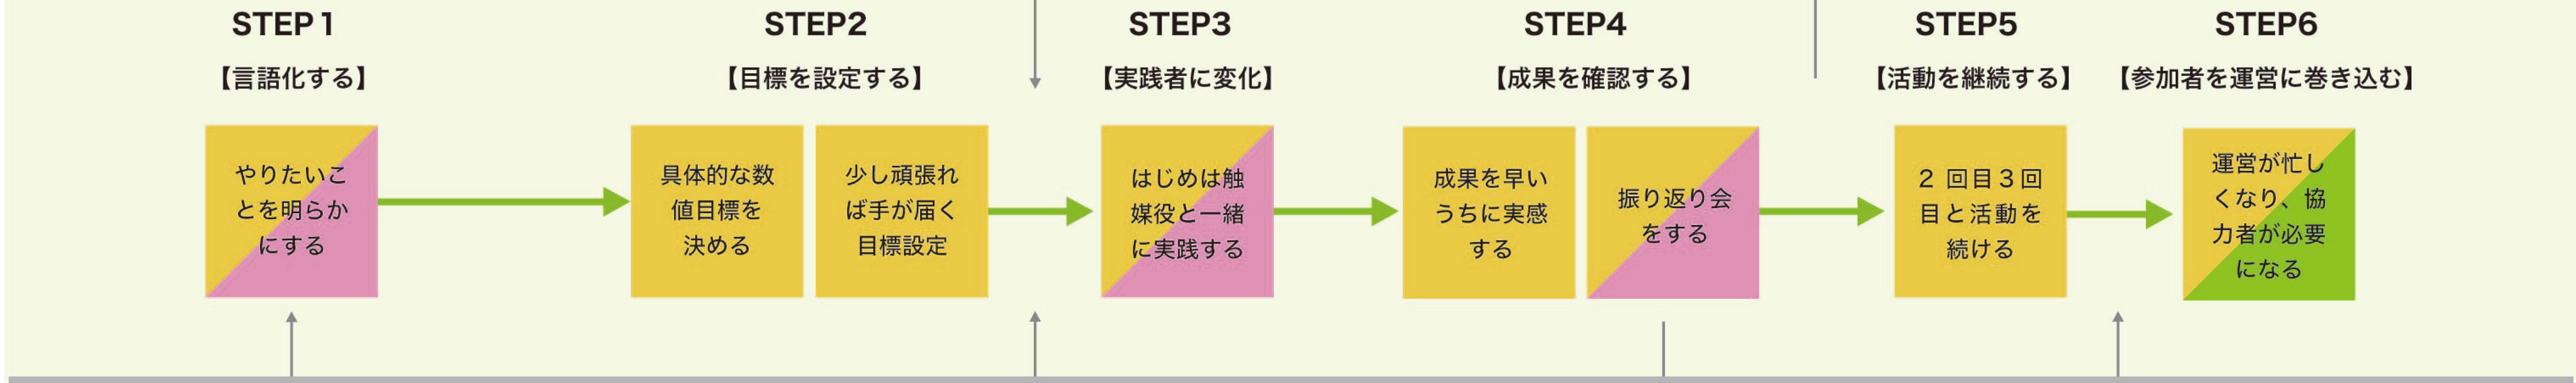 STEP 1
【言語化する】
やりたいこ
とを明らか
にする
STEP2
【目標を設定する】
具体的な数
値目標を
決める
少し頑張れ
ば手が届く
目標設定
STEP3
【実践者に変化】
はじめは触
媒役と一緒
に実践する
STEP4
【成果を確認する】
成果を早い
うちに実感
する
振り返り会
をする
STEP5
【活動を継続する】
２ 回目３回
目と活動を
続ける
STEP6
【参加者を運営に巻き込む】
運営が忙し
くなり、協
力者が必要
になる